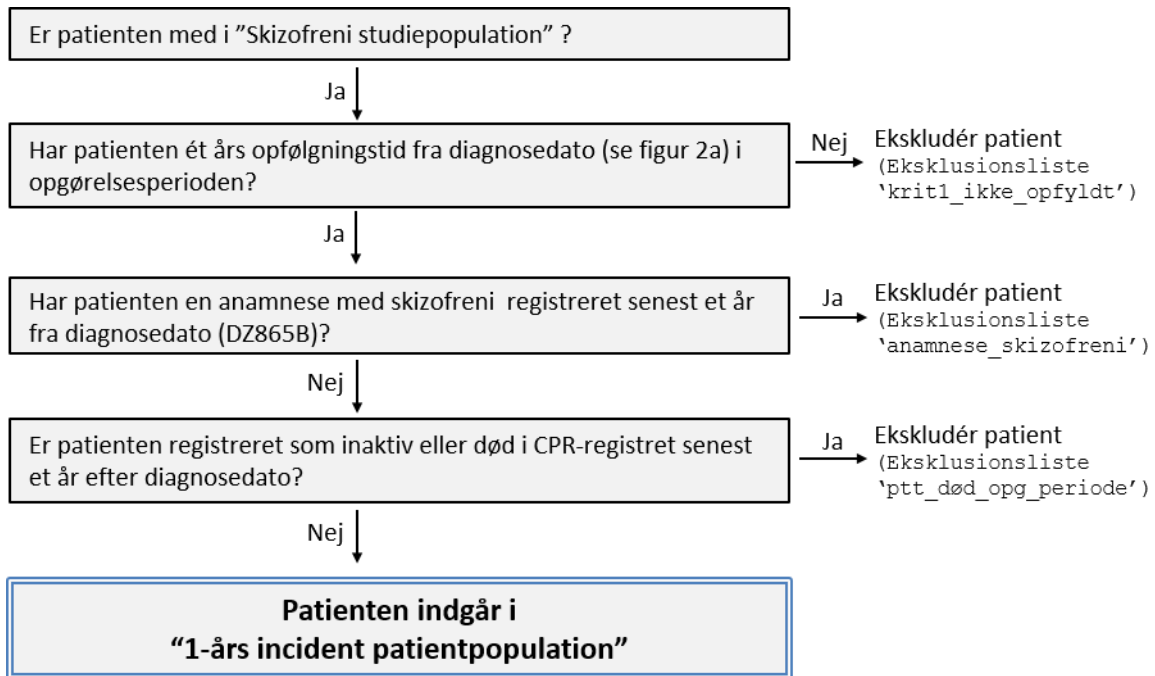 Er patienten med i ”Skizofreni studiepopulation” ?
Ja
Har patienten ét års opfølgningstid fra diagnosedato (se figur 2a) i
opgørelsesperioden?
Nej
Ekskludér patient
(Eksklusionsliste
‘krit1_ikke_opfyldt’)
Ja
Har patienten en anamnese med skizofreni registreret senest et år
fra diagnosedato (DZ865B)?
Ja
Ekskludér patient
(Eksklusionsliste
‘anamnese_skizofreni’)
Nej
Er patienten registreret som inaktiv eller død i CPR-registret senest
et år efter diagnosedato?
Ja
Ekskludér patient
(Eksklusionsliste
‘ptt_død_opg_periode’)
Nej
Patienten indgår i
“1-års incident patientpopulation”